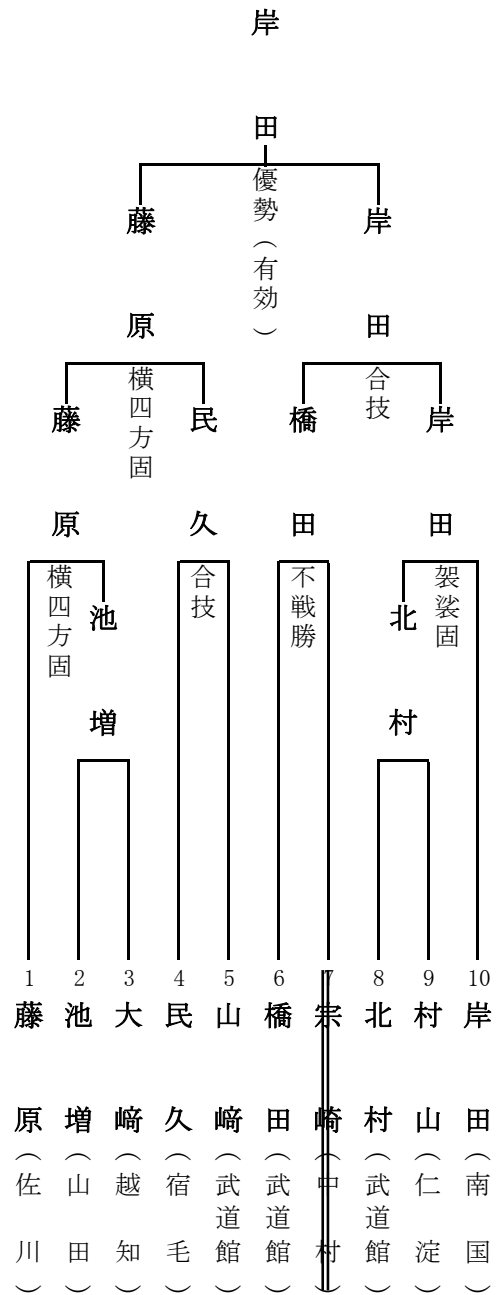 岸田
優勢（有効）
藤原
岸田
横四方固
合技
藤原
民久
橋田
岸田
横四方固
合技
不戦勝
袈裟固
池増
北村
1 藤原（佐川）
2 池増（山田）
3 大﨑（越知）
4 民久（宿毛）
5 山﨑（武道館）
6 橋田（武道館）
7 宗崎（中村）
8 北村（武道館）
9 村山（仁淀）
10 岸田（南国）